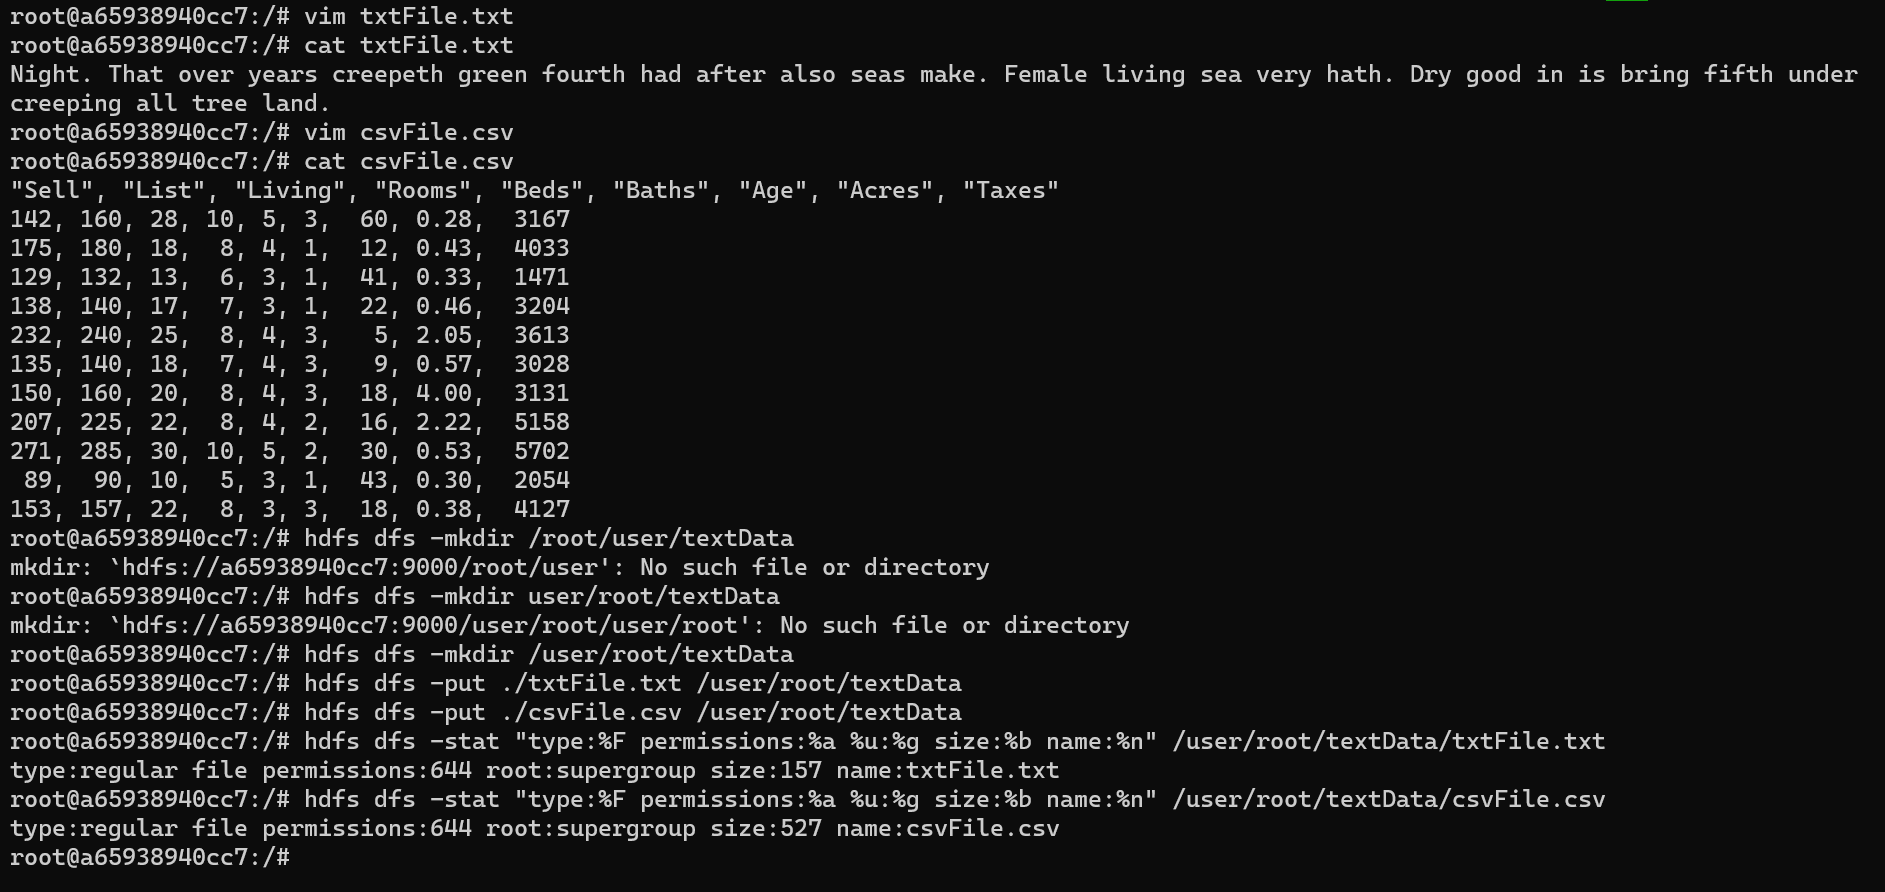 root@a65938940cc7:/# vim txtFile.txt
root@a65938940cc7:/# cat txtFile.txt
Night. That over years creepeth green fourth had after also seas make. Female living sea very hath. Dry good in is bring fifth under
creeping all tree land.
root@a65938940cc7:/# vim csvFile.csv
root@a65938940cc7:/# cat csvFile.csv
"Sell", "List", "Living", "Rooms", "Beds", "Baths", "Age", "Acres", "Taxes"
142, 160, 28, 10, 5, 3,  60, 0.28,  3167
175, 180, 18,  8, 4, 1,  12, 0.43,  4033
129, 132, 13,  6, 3, 1,  41, 0.33,  1471
138, 140, 17,  7, 3, 1,  22, 0.46,  3204
232, 240, 25,  8, 4, 3,   5, 2.05,  3613
135, 140, 18,  7, 4, 3,   9, 0.57,  3028
150, 160, 20,  8, 4, 3,  18, 4.00,  3131
207, 225, 22,  8, 4, 2,  16, 2.22,  5158
271, 285, 30, 10, 5, 2,  30, 0.53,  5702
 89,  90, 10,  5, 3, 1,  43, 0.30,  2054
153, 157, 22,  8, 3, 3,  18, 0.38,  4127
root@a65938940cc7:/# hdfs dfs -mkdir /root/user/textData
mkdir: `hdfs://a65938940cc7:9000/root/user': No such file or directory
root@a65938940cc7:/# hdfs dfs -mkdir user/root/textData
mkdir: `hdfs://a65938940cc7:9000/user/root/user/root': No such file or directory
root@a65938940cc7:/# hdfs dfs -mkdir /user/root/textData
root@a65938940cc7:/# hdfs dfs -put ./txtFile.txt /user/root/textData
root@a65938940cc7:/# hdfs dfs -put ./csvFile.csv /user/root/textData
root@a65938940cc7:/# hdfs dfs -stat "type:%F permissions:%a %u:%g size:%b name:%n" /user/root/textData/txtFile.txt
type:regular file permissions:644 root:supergroup size:157 name:txtFile.txt
root@a65938940cc7:/# hdfs dfs -stat "type:%F permissions:%a %u:%g size:%b name:%n" /user/root/textData/csvFile.csv
type:regular file permissions:644 root:supergroup size:527 name:csvFile.csv
root@a65938940cc7:/#